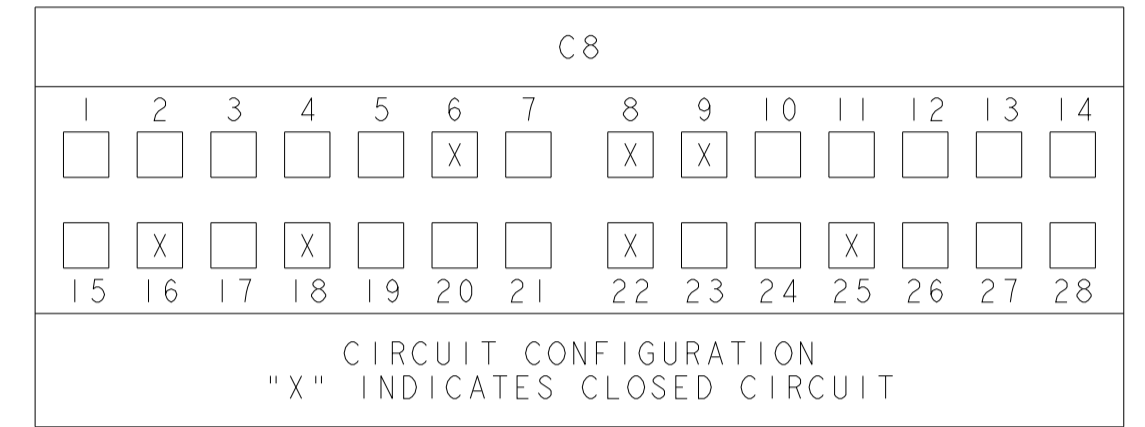 C8
1 2 3 4 5 6 7 8 9 10 11 12 13 14
X X X
X X X X
15 16 17 18 19 20 21 22 23 24 25 26 27 28
CIRCUIT CONFIGURATION
"X" INDICATES CLOSED CIRCUIT